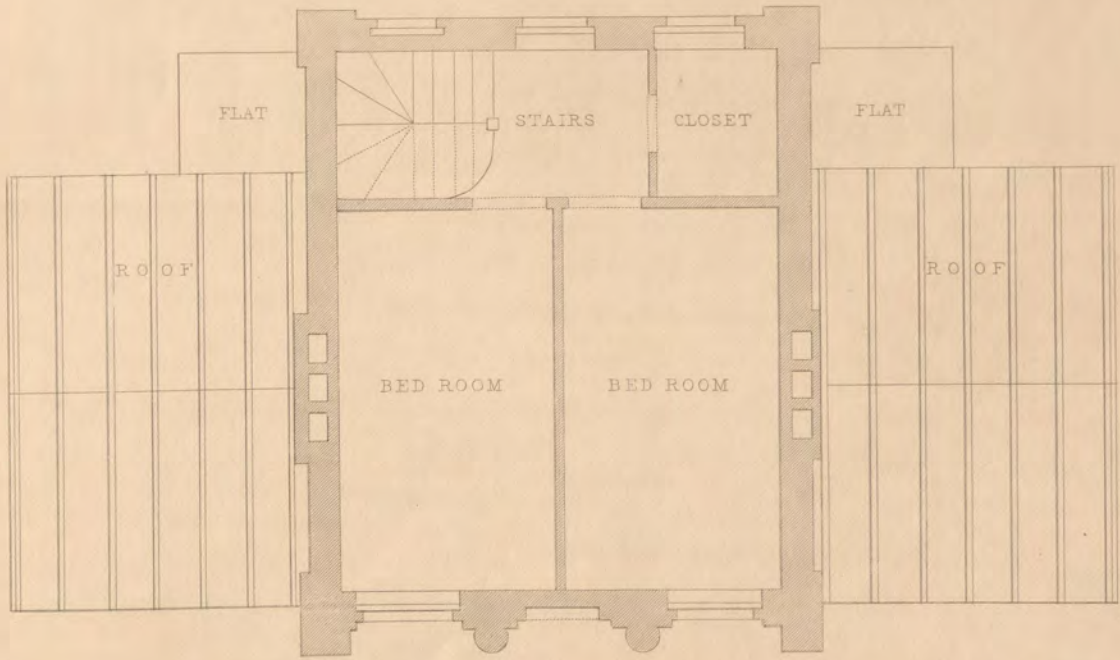 FLAT
STAIRS
CLOSET
FLAT
ROOF
ROOF
BED ROOM
BED ROOM